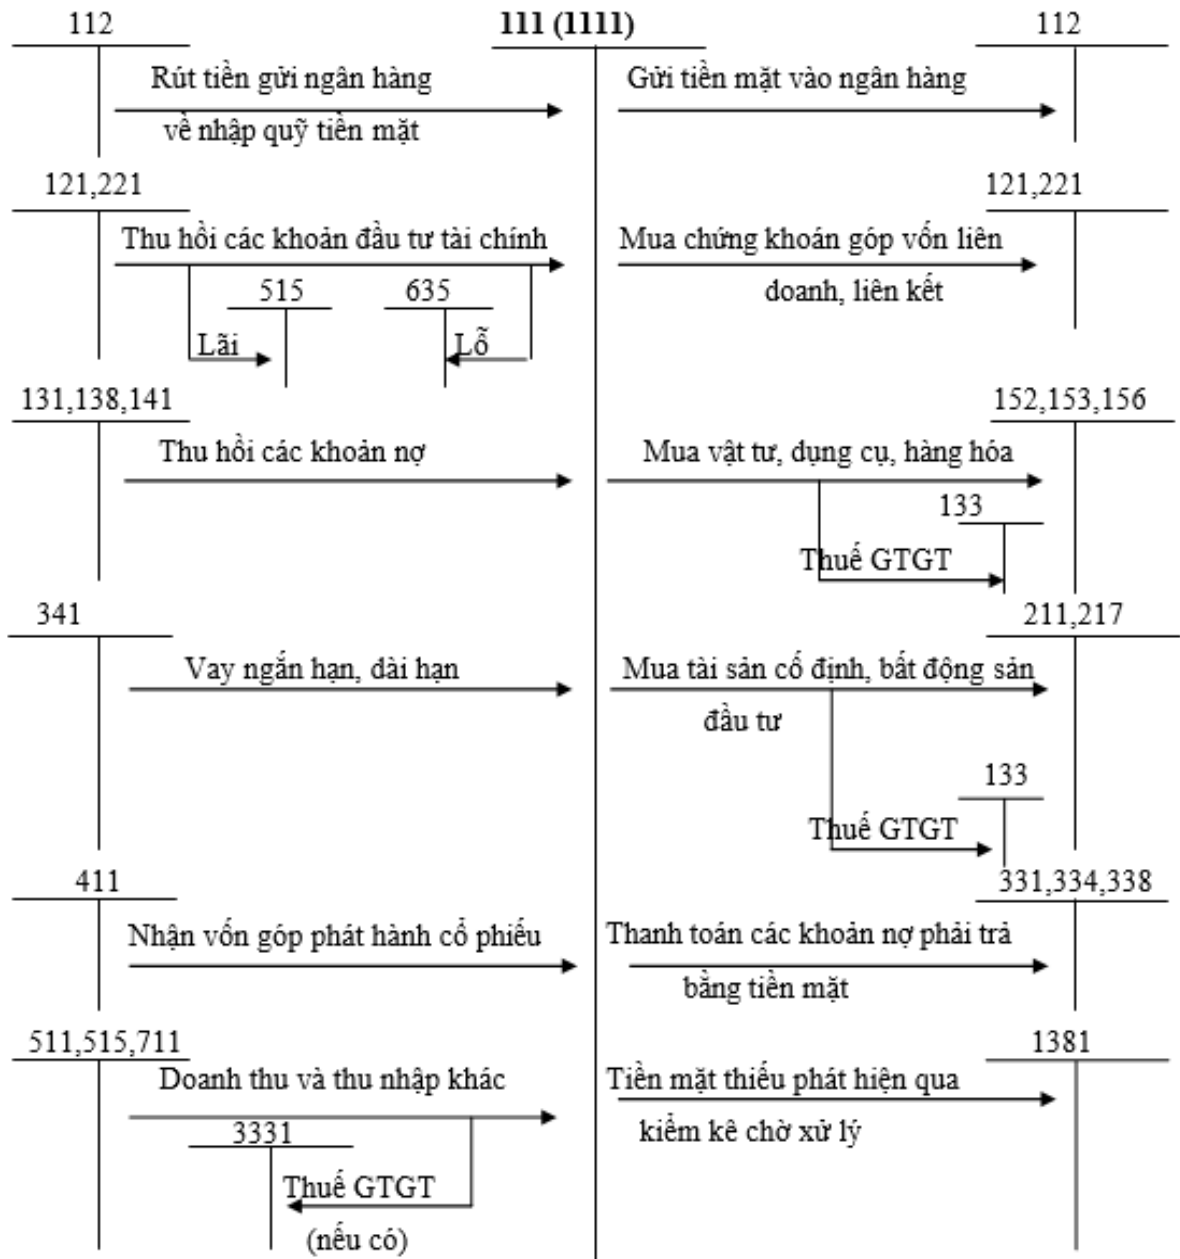 112
111 (1111)
112
Rút tiền gửi ngân hàng
về nhập quỹ tiền mặt
Gửi tiền mặt vào ngân hàng
121,221
121,221
Thu hồi các khoản đầu tư tài chính
Mua chứng khoán góp vốn liên
doanh, liên kết
515
635
Lãi
Lỗ
131,138,141
152,153,156
Thu hồi các khoản nợ
Mua vật tư, dụng cụ, hàng hóa
133
Thuế GTGT
341
211,217
Vay ngắn hạn, dài hạn
Mua tài sản cố định, bất động sản
đầu tư
133
Thuế GTGT
411
331,334,338
Nhận vốn góp phát hành cổ phiếu
Thanh toán các khoản nợ phải trả
bằng tiền mặt
511,515,711
1381
Doanh thu và thu nhập khác
Tiền mặt thiếu phát hiện qua
kiểm kê chờ xử lý
3331
Thuế GTGT
(nếu có)